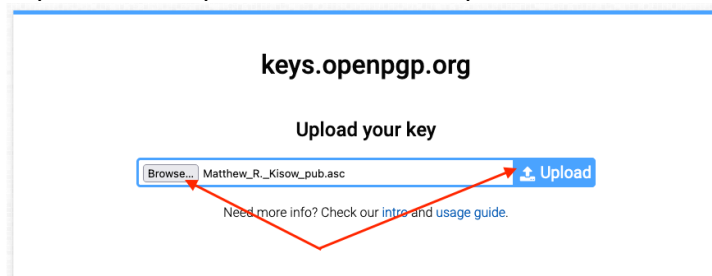 keys.openpgp.org
Upload your key
Browse... Matthew_R._Kisow_pub.asc Upload
Need more info? Check our intro and usage guide.